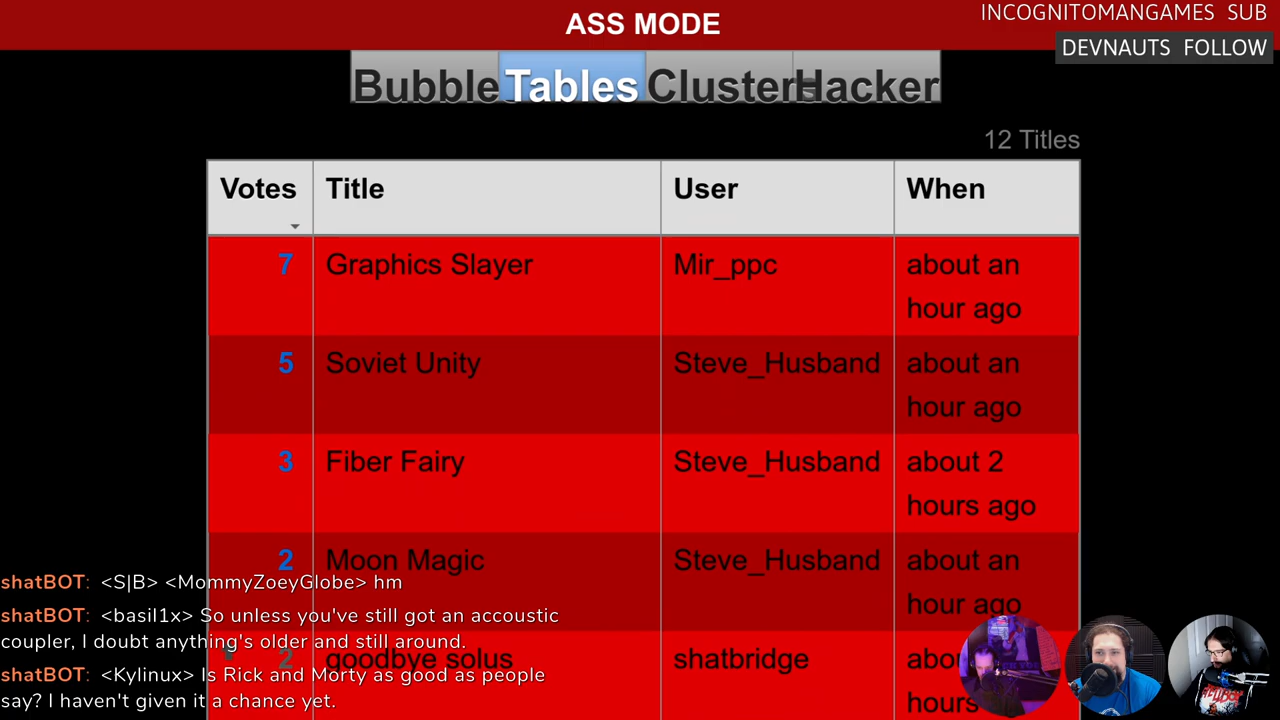 ASS MODE
INCOGNITOMANGAMES SUB
DEVNAUTS FOLLOW
Bubble Tables Clusters Hacker
12 Titles
Votes Title User When
7 Graphics Slayer Mir_ppc about an
hour ago
5 Soviet Unity Steve_Husband about an
hour ago
3 Fiber Fairy Steve_Husband about 2
hours ago
2 Moon Magic Steve_Husband about an
hour ago
2 goodbye solus shatbridge
hours
shatBOT: <S|B> <MommyZoeyGlobe> hm
shatBOT: <basil1x> So unless you've still got an accoustic
coupler, I doubt anything's older and still around.
shatBOT: <Kylinux> Is Rick and Morty as good as people
say? I haven't given it a chance yet.